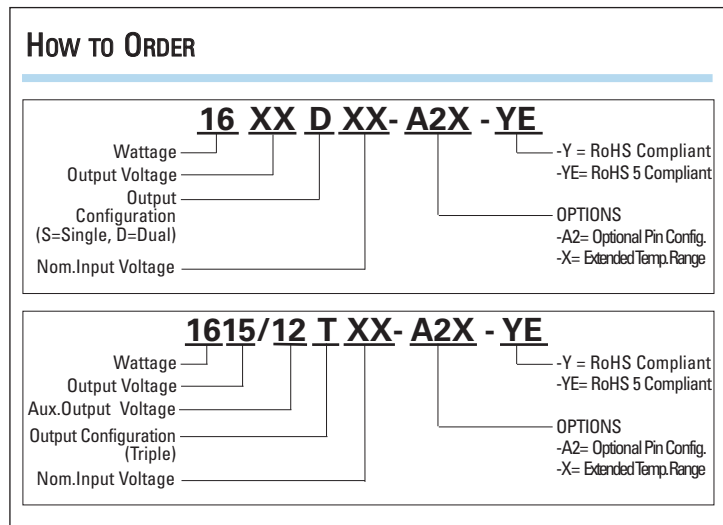 HOW TO ORDER
16 XX D XX- A2X - YE
Wattage
Output Voltage
Output
Configuration
(S=Single, D=Dual)
Nom.Input Voltage
-Y = RoHS Compliant
-YE= RoHS 5 Compliant
OPTIONS
-A2= Optional Pin Config.
-X= Extended Temp. Range
1615/12 T XX- A2X - YE
Wattage
Output Voltage
Aux.Output Voltage
Output Configuration
(Triple)
Nom.Input Voltage
-Y = RoHS Compliant
-YE= RoHS 5 Compliant
OPTIONS
-A2= Optional Pin Config.
-X= Extended Temp. Range